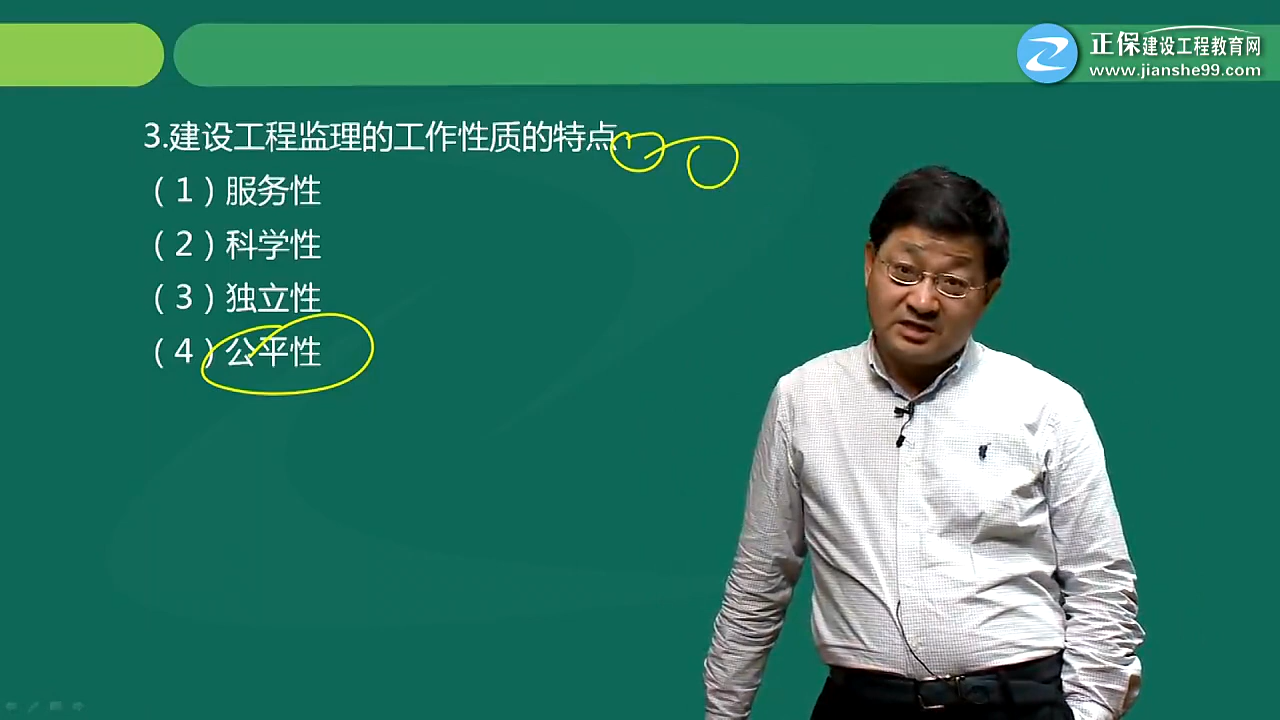 正保建设工程教育网
www.jianshe99.com
3.建设工程监理的工作性质的特点
（1）服务性
（2）科学性
（3）独立性
（4）公平性